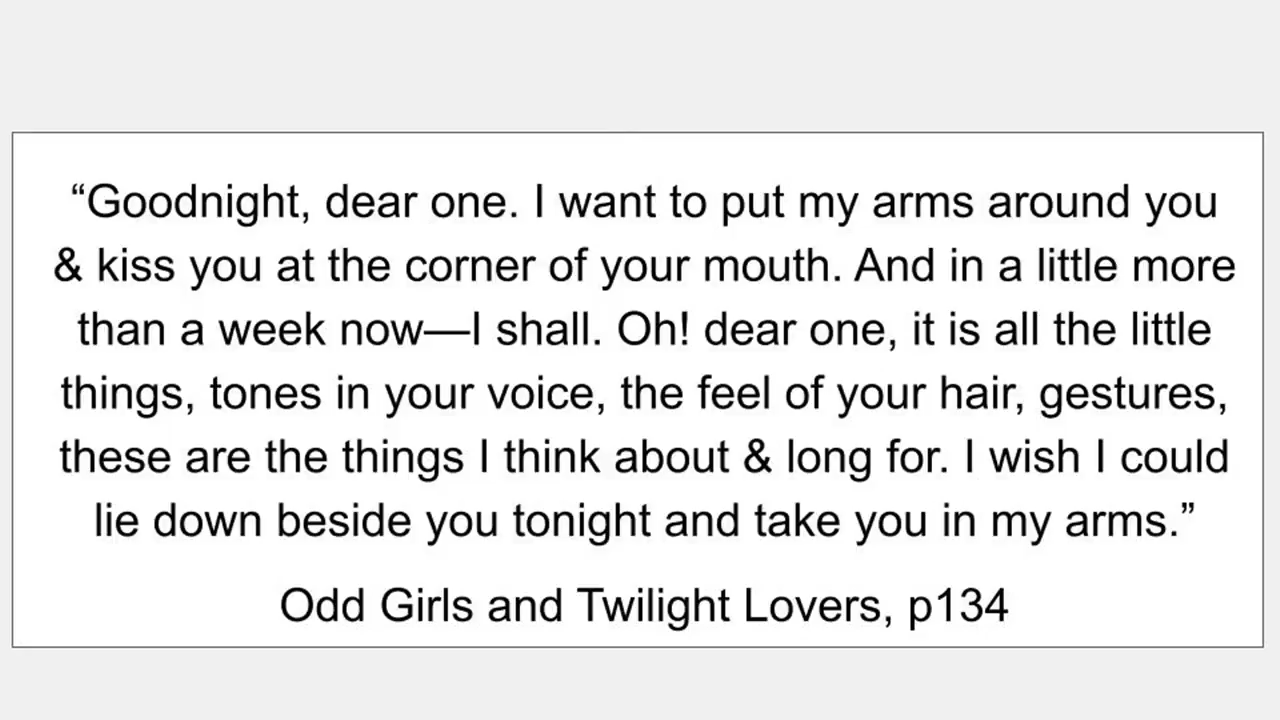 “Goodnight, dear one. I want to put my arms around you
& kiss you at the corner of your mouth. And in a little more
than a week now—I shall. Oh! dear one, it is all the little
things, tones in your voice, the feel of your hair, gestures,
these are the things I think about & long for. I wish I could
lie down beside you tonight and take you in my arms.”
Odd Girls and Twilight Lovers, p134